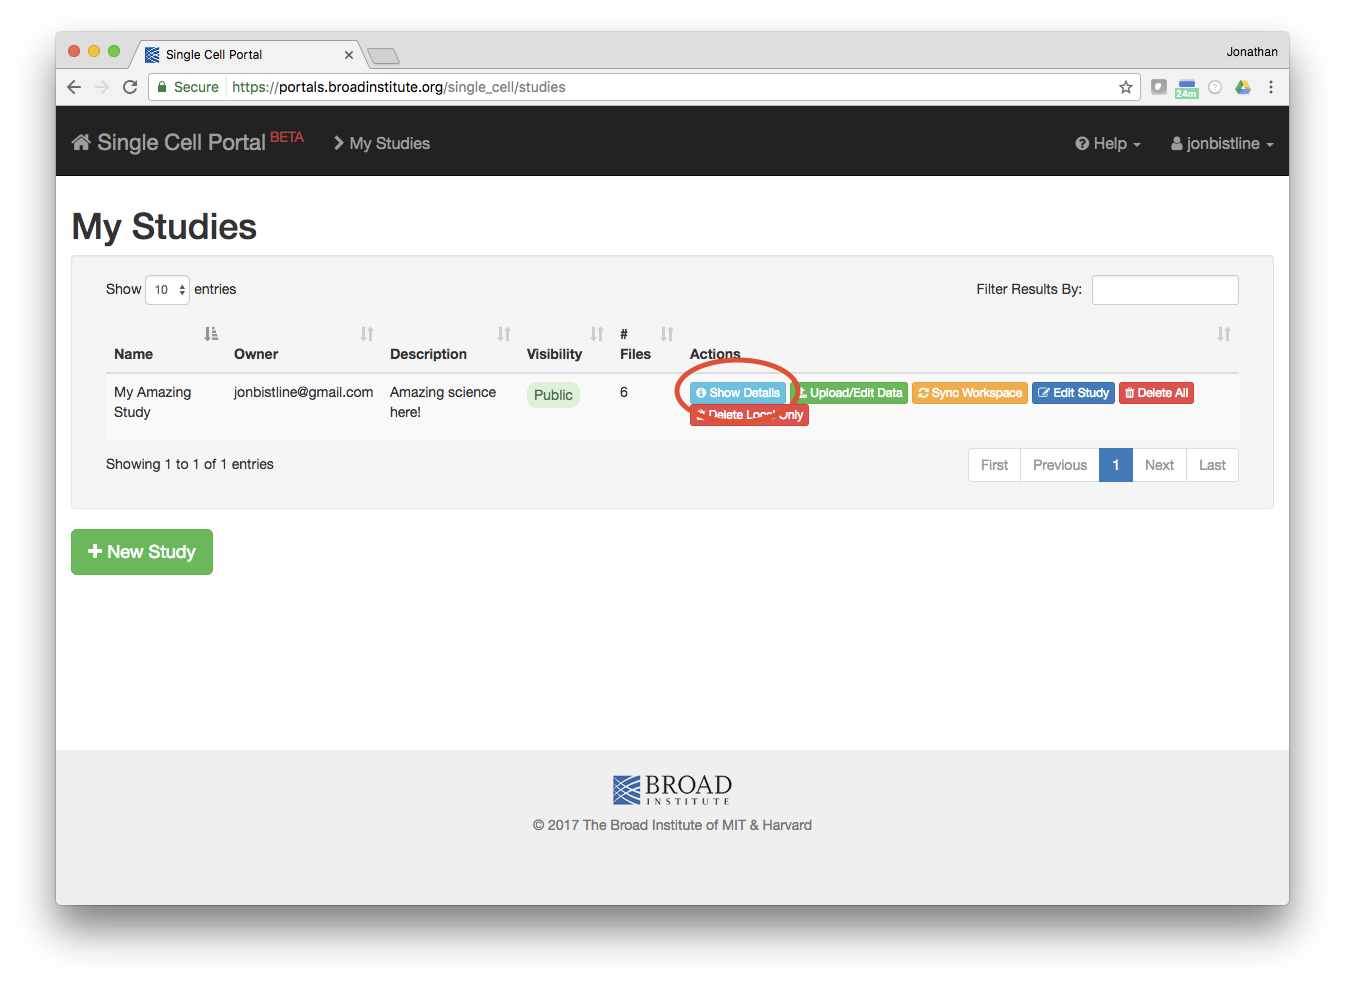 Single Cell Portal
Jonathan
Secure https://portals.broadinstitute.org/single_cell/studies
24m
Single Cell Portal BETA My Studies Help jonbistline
My Studies
Show 10 entries Filter Results By:
Name Owner Description Visibility # Files Actions
My Amazing Study jonbistline@gmail.com Amazing science here! Public 6 Show Details Upload/Edit Data Sync Workspace Edit Study Delete All
Delete Local Only
Showing 1 to 1 of 1 entries First Previous 1 Next Last
+ New Study
BROAD
INSTITUTE
© 2017 The Broad Institute of MIT & Harvard